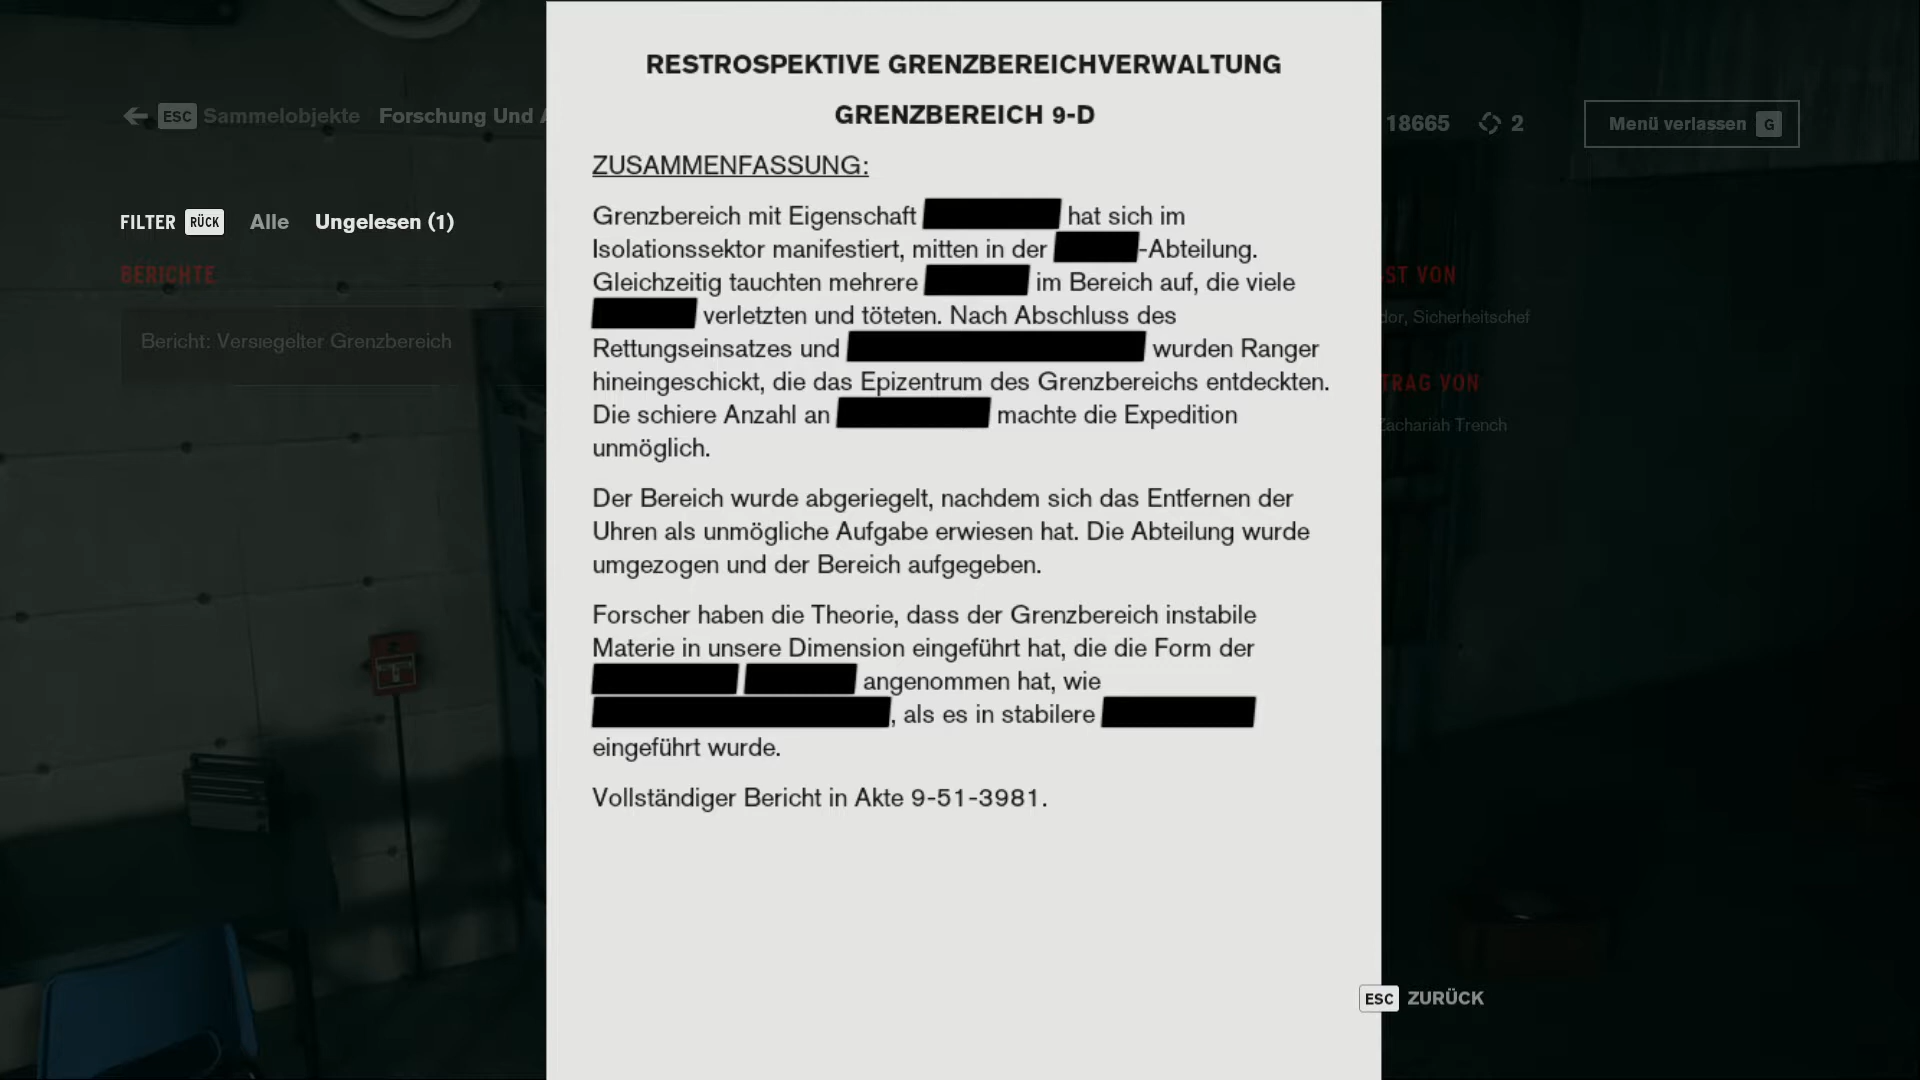 RESTROSPEKTIVE GRENZBEREICHVERWALTUNG
GRENZBEREICH 9-D
ESC Sammelobjekte Forschung Und
18665 2
Menü verlassen G
ZUSAMMENFASSUNG:
FILTER RÜCK Alle Ungelesen (1)
Grenzbereich mit Eigenschaft hat sich im
Isolationssektor manifestiert, mitten in der -Abteilung.
Gleichzeitig tauchten mehrere im Bereich auf, die viele
verletzten und töteten. Nach Abschluss des
Rettungseinsatzes und wurden Ranger
hineingeschickt, die das Epizentrum des Grenzbereichs entdeckten.
Die schiere Anzahl an machte die Expedition
unmöglich.
Der Bereich wurde abgeriegelt, nachdem sich das Entfernen der
Uhren als unmögliche Aufgabe erwiesen hat. Die Abteilung wurde
umgezogen und der Bereich aufgegeben.
Forscher haben die Theorie, dass der Grenzbereich instabile
Materie in unsere Dimension eingeführt hat, die die Form der
angenommen hat, wie
, als es in stabilere
eingeführt wurde.
Vollständiger Bericht in Akte 9-51-3981.
BERICHTE
Bericht: Versiegelter Grenzbereich
ST VON
dor, Sicherheitschef
TRAG VON
Zachariah Trench
ESC ZURÜCK